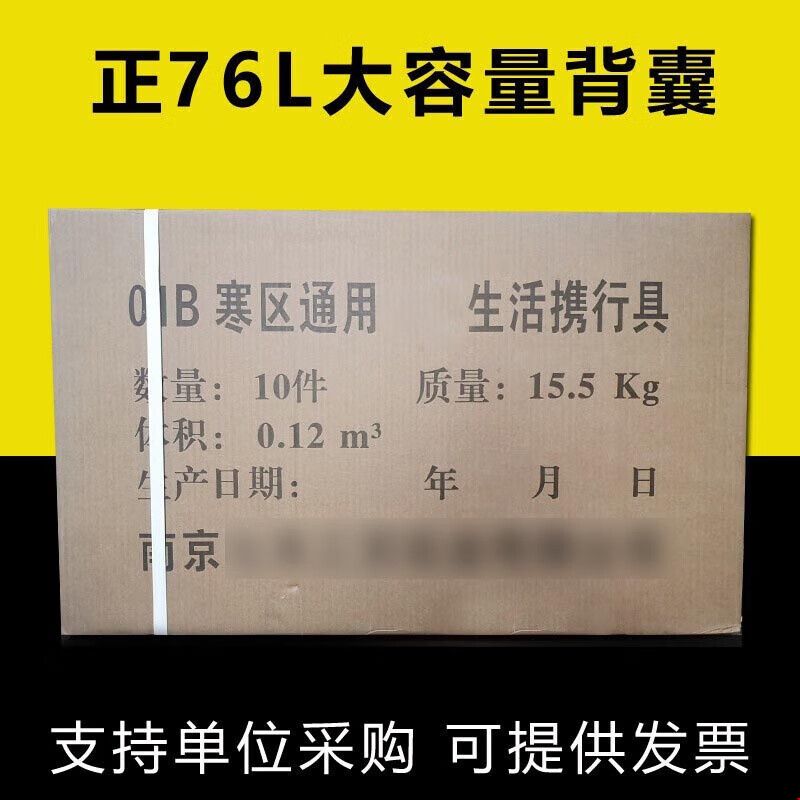 正76L大容量背囊
01B 寒区通用 生活携行具
数量：10件 质量：15.5 Kg
体积：0.12 m³
生产日期： 年 月 日
南京
支持单位采购 可提供发票